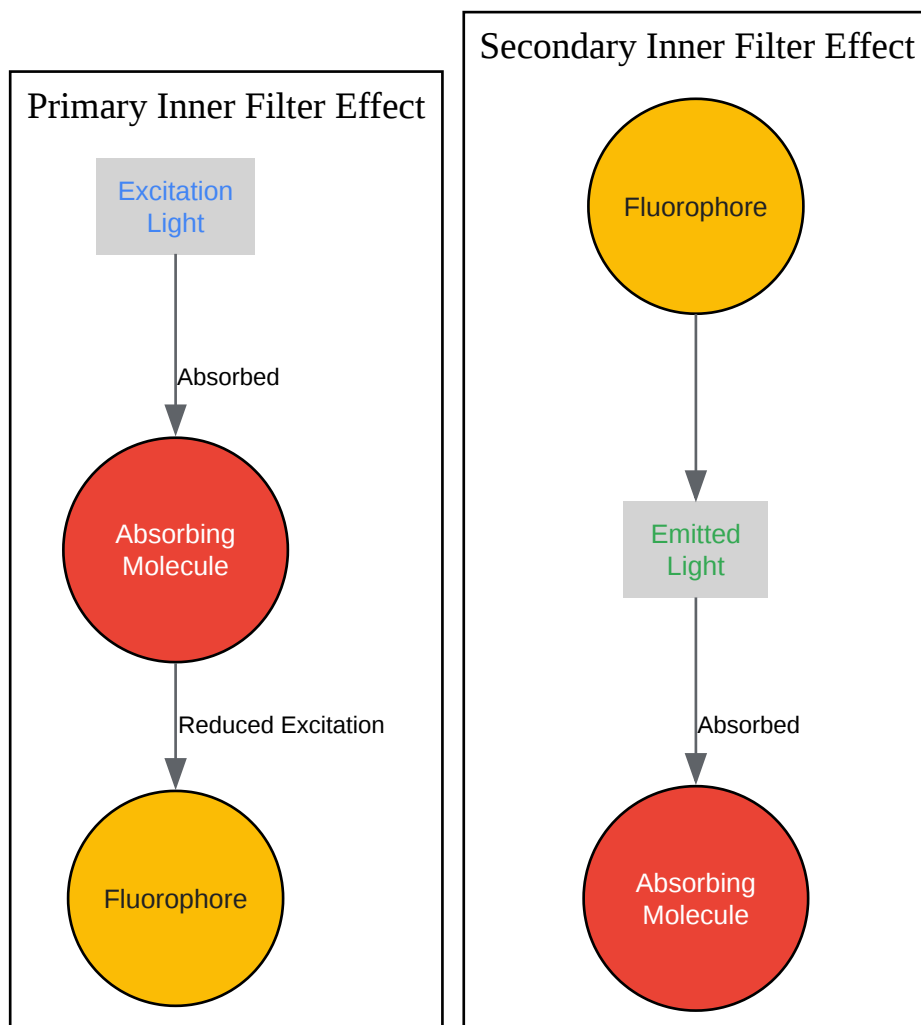 Primary Inner Filter Effect
Excitation
Light
Absorbed
Absorbing
Molecule
Reduced Excitation
Fluorophore
Secondary Inner Filter Effect
Fluorophore
Emitted
Light
Absorbed
Absorbing
Molecule